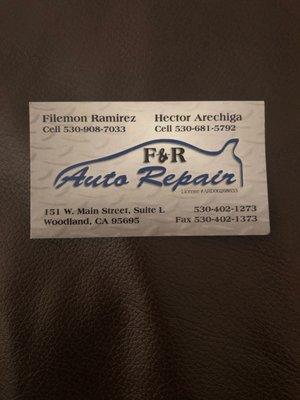 Filemon Ramirez Hector Arechiga
Cell 530-908-7033 Cell 530-681-5792
F&R
Auto Repair
151 W. Main Street, Suite L 530-402-1273
Woodland, CA 95695 Fax 530-402-1373